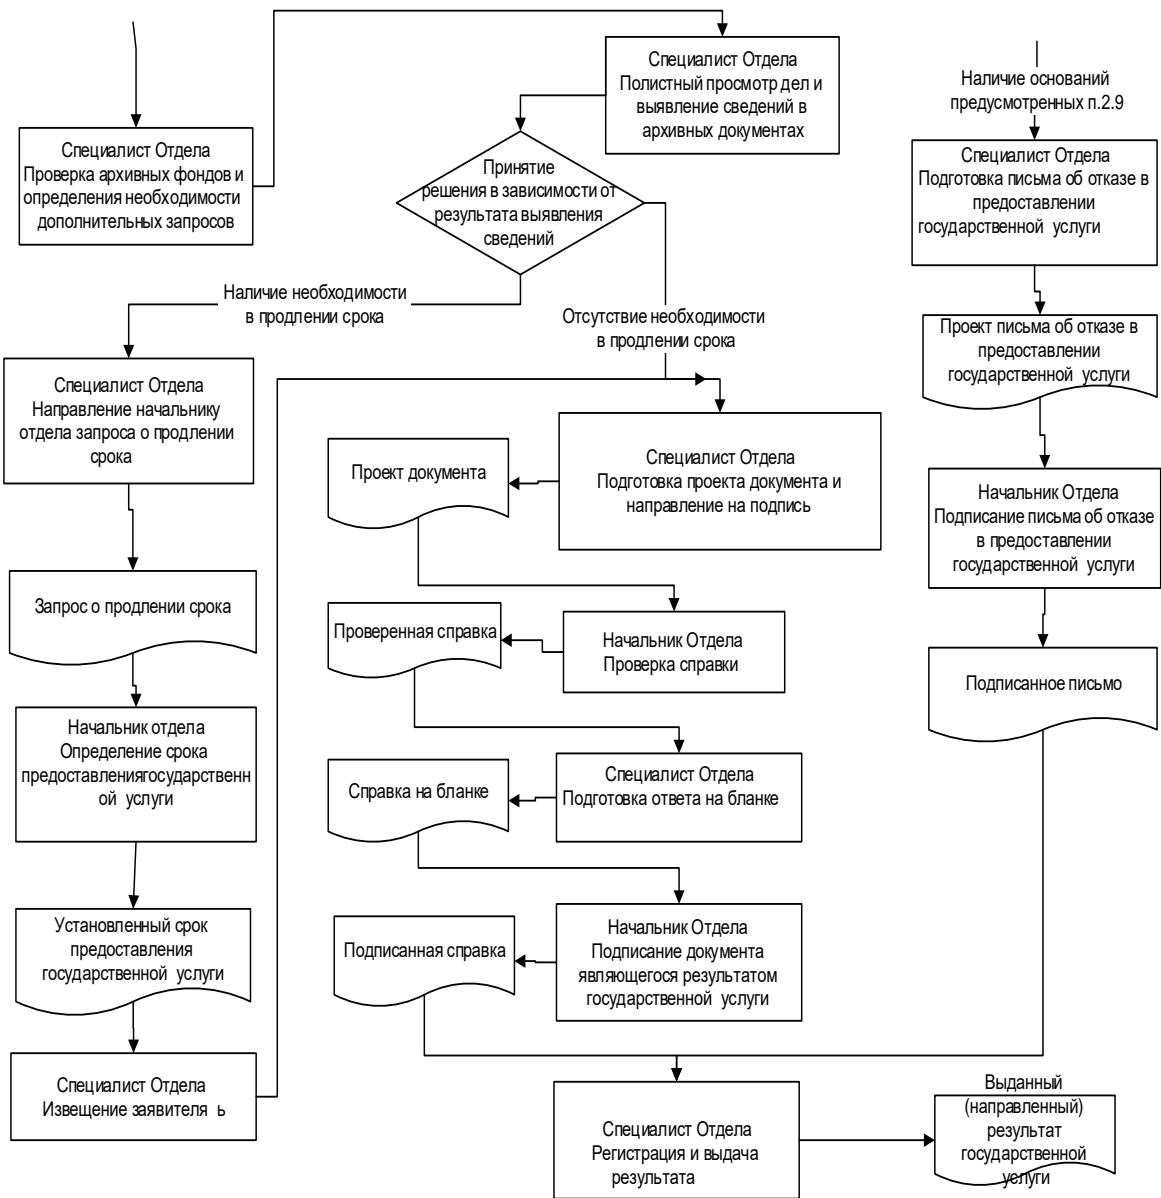 Специалист Отдела
Проверка архивных фондов и
определения необходимости
дополнительных запросов
Специалист Отдела
Полистный просмотр дел и
выявление сведений в
архивных документах
Принятие
решения в зависимости от
результата выявления
сведений
Наличие необходимости
в продлении срока
Отсутствие необходимости
в продлении срока
Специалист Отдела
Направление начальнику
отдела запроса о продлении
срока
Запрос о продлении срока
Начальник отдела
Определение срока
предоставлениягосударственн
ой услуги
Установленный срок
предоставления
государственной услуги
Специалист Отдела
Извещение заявителя ь
Специалист Отдела
Подготовка проекта документа и
направление на подпись
Проект документа
Начальник Отдела
Проверка справки
Проверенная справка
Специалист Отдела
Подготовка ответа на бланке
Справка на бланке
Начальник Отдела
Подписание документа
являющегося результатом
государственной услуги
Подписанная справка
Наличие оснований
предусмотренных п.2.9
Специалист Отдела
Подготовка письма об отказе в
предоставлении
государственной услуги
Проект письма об отказе в
предоставлении
государственной услуги
Начальник Отдела
Подписание письма об отказе
в предоставлении
государственной услуги
Подписанное письмо
Специалист Отдела
Регистрация и выдача
результата
Выданный
(направленный)
результат
государственной
услуги